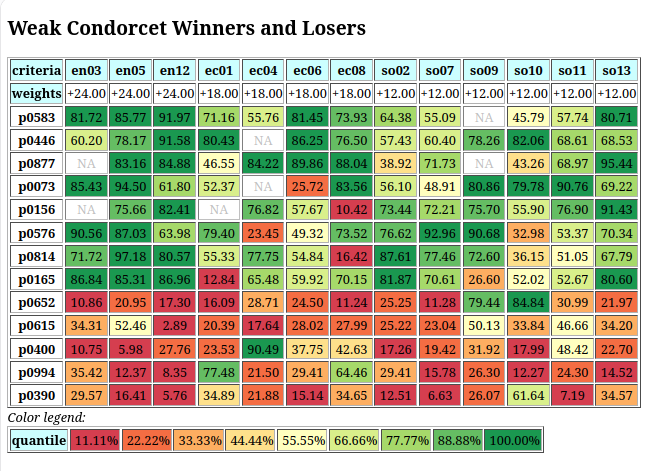 Weak Condorcet Winners and Losers
criteria en03 en05 en12 ec01 ec04 ec06 ec08 so02 so07 so09 so10 so11 so13
weights +24.00 +24.00 +24.00 +18.00 +18.00 +18.00 +18.00 +12.00 +12.00 +12.00 +12.00 +12.00 +12.00
p0583 81.72 85.77 91.97 71.16 55.76 81.45 73.93 64.38 55.09 NA 45.79 57.74 80.71
p0446 60.20 78.17 91.58 80.43 NA 86.25 76.50 57.43 60.40 78.26 82.06 68.61 68.53
p0877 NA 83.16 84.88 46.55 84.22 89.86 88.04 38.92 71.73 NA 43.26 68.97 95.44
p0073 85.43 94.50 61.80 52.37 NA 25.72 83.56 56.10 48.91 80.86 79.78 90.76 69.22
p0156 NA 75.66 82.41 NA 76.82 57.67 10.42 73.44 72.21 75.70 55.90 76.90 91.43
p0576 90.56 87.03 63.98 79.40 23.45 49.33 73.52 76.62 92.96 90.68 32.98 53.37 70.34
p0814 71.72 97.18 80.57 55.33 77.75 54.84 16.42 87.61 77.46 72.60 36.15 51.05 67.79
p0165 86.84 85.31 86.96 12.84 65.48 59.92 70.15 81.87 70.61 26.60 52.02 52.67 80.60
p0652 10.86 20.95 17.30 16.09 28.71 24.50 11.24 25.25 11.28 79.44 84.84 30.99 21.97
p0615 34.31 52.46 2.89 20.39 17.64 28.02 27.99 25.22 23.04 50.13 33.84 46.66 34.20
p0400 10.75 5.98 27.76 23.53 90.49 37.75 42.63 17.26 19.42 31.92 17.99 48.42 22.70
p0994 35.42 12.37 8.35 77.48 21.50 29.41 64.46 29.41 15.78 26.30 12.27 24.30 14.52
p0390 29.57 16.41 5.76 34.89 21.88 15.14 34.65 12.51 6.63 26.07 61.64 7.19 34.57
Color legend:
quantile 11.11% 22.22% 33.33% 44.44% 55.55% 66.66% 77.77% 88.88% 100.00%